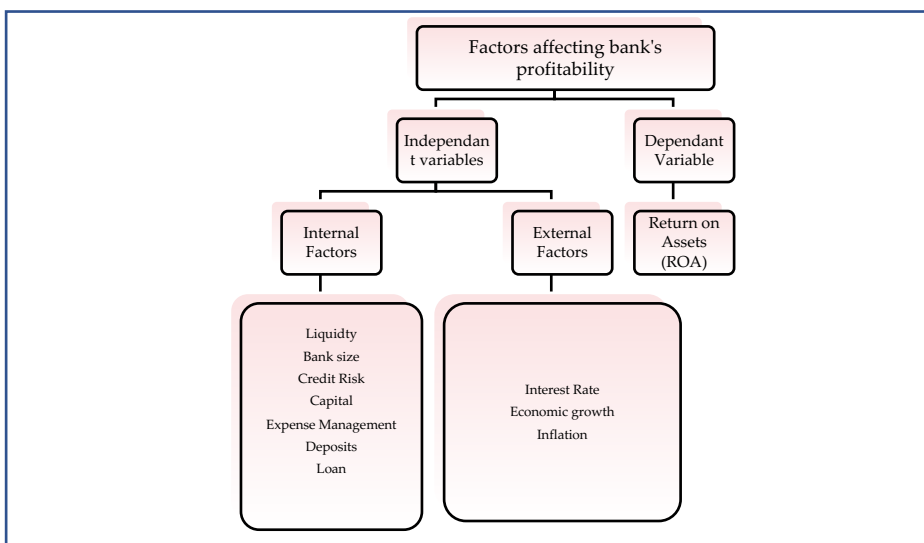 Factors affecting bank's
profitability
Independan
t variables
Dependant
Variable
Internal
Factors
External
Factors
Return on
Assets
(ROA)
Liquidty
Bank size
Credit Risk
Capital
Expense Management
Deposits
Loan
Interest Rate
Economic growth
Inflation